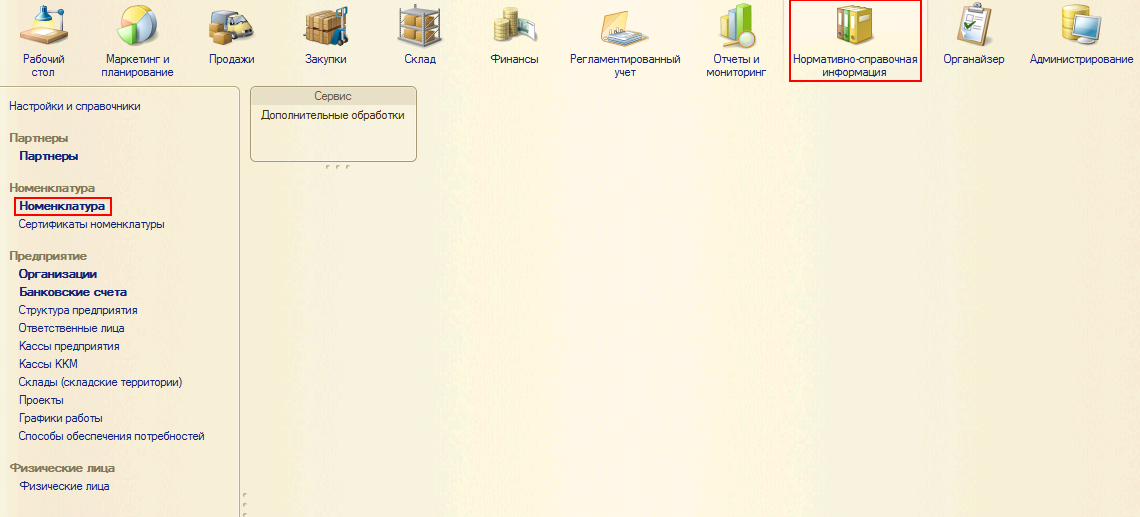 Рабочий
стол
Маркетинг и
планирование
Продажи
Закупки
Склад
Финансы
Регламентированный
учет
Отчеты и
мониторинг
Нормативно-справочная
информация
Органайзер
Администрирование
Настройки и справочники
Партнеры
Партнеры
Номенклатура
Номенклатура
Сертификаты номенклатуры
Предприятие
Организации
Банковские счета
Структура предприятия
Ответственные лица
Кассы предприятия
Кассы ККМ
Склады (складские территории)
Проекты
Графики работы
Способы обеспечения потребностей
Физические лица
Физические лица
Сервис
Дополнительные обработки